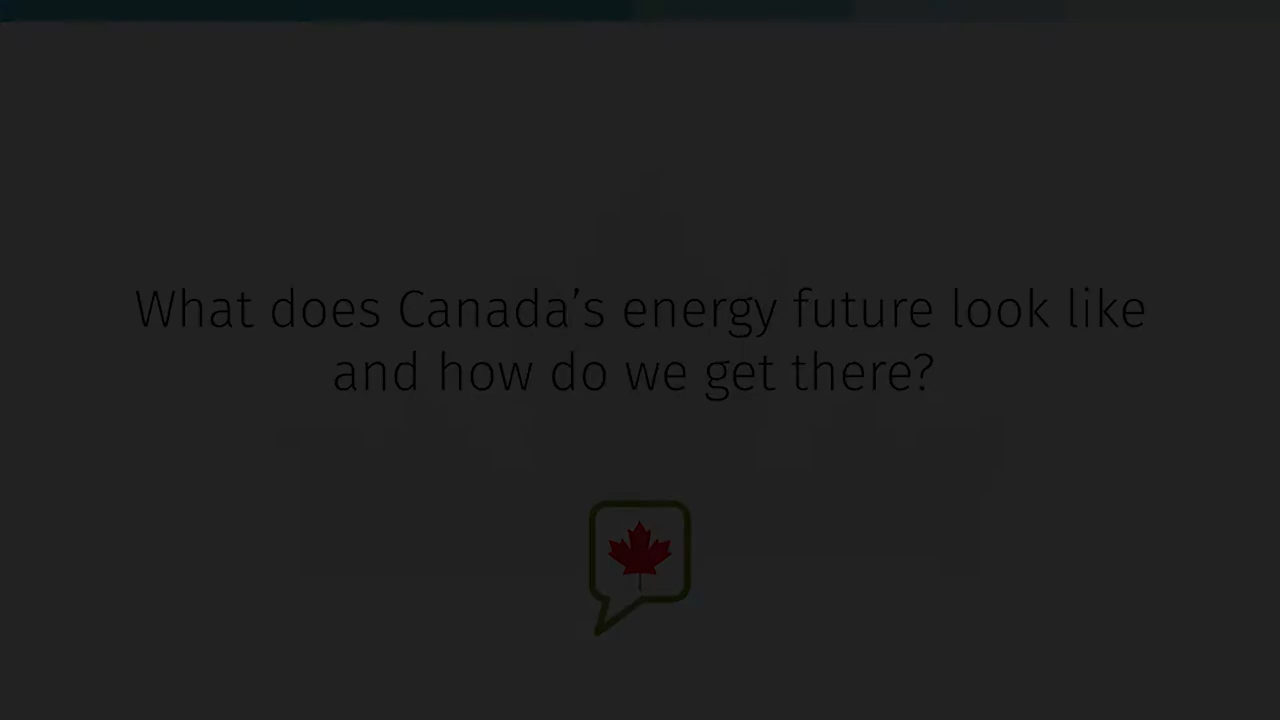 What does Canada’s energy future look like
and how do we get there?